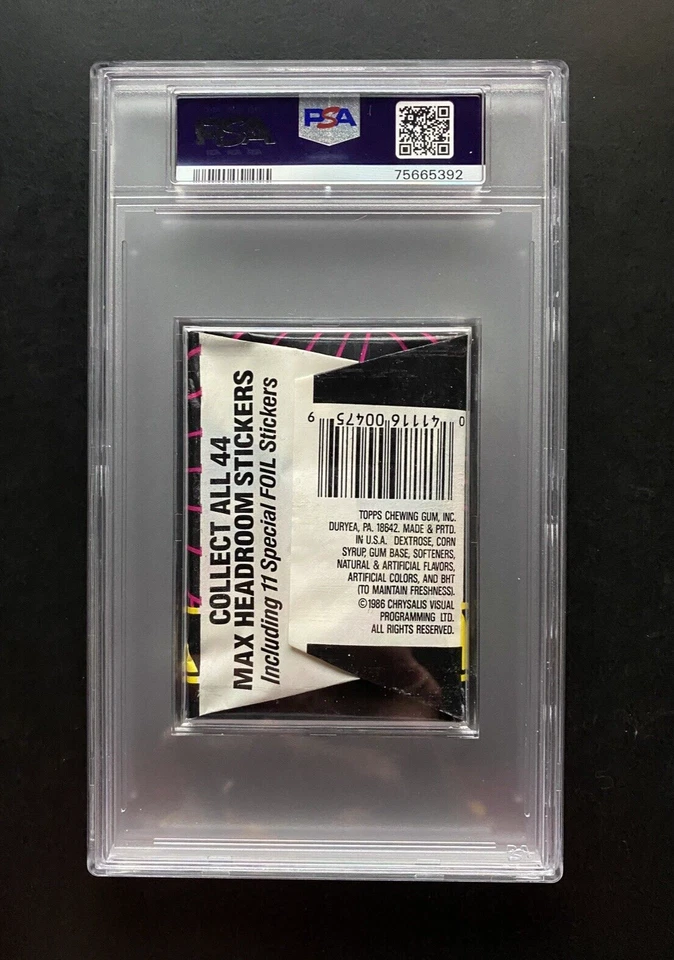 PSA
PSA
75665392
COLLECT ALL 44
MAX HEADROOM STICKERS
Including 11 Special FOIL Stickers
0 41116 00475 9
TOPPS CHEWING GUM, INC.
DURYEA, PA. 18642. MADE & PRTD.
IN U.S.A. DEXTROSE, CORN
SYRUP, GUM BASE, SOFTENERS,
NATURAL & ARTIFICIAL FLAVORS,
ARTIFICIAL COLORS, AND BHT
(TO MAINTAIN FRESHNESS).
©1986 CHRYSALIS VISUAL
PROGRAMMING LTD.
ALL RIGHTS RESERVED.